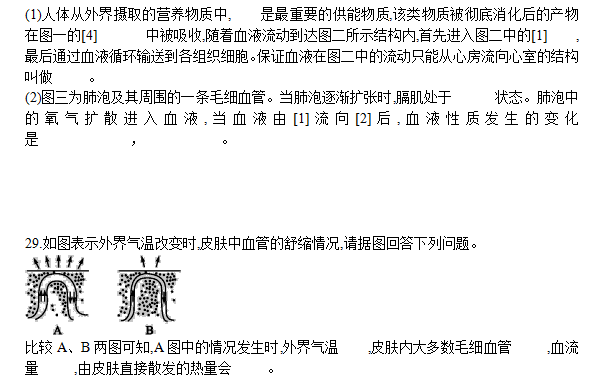 (1)人体从外界摄取的营养物质中,　　是最重要的供能物质,该类物质被彻底消化后的产物
在图一的[4]　　　中被吸收,随着血液流动到达图二所示结构内,首先进入图二中的[1]　　,
最后通过血液循环输送到各组织细胞。保证血液在图二中的流动只能从心房流向心室的结构
叫做　　。
(2)图三为肺泡及其周围的一条毛细血管。当肺泡逐渐扩张时,膈肌处于　　　状态。肺泡中
的氧气扩散进入血液,当血液由[1]流向[2]后,血液性质发生的变化
是　　　　　　,　　　　　。
29.如图表示外界气温改变时,皮肤中血管的舒缩情况,请据图回答下列问题。
A　　B
比较 A、B 两图可知,A 图中的情况发生时,外界气温　　,皮肤内大多数毛细血管　　,血流
量　　,由皮肤直接散发的热量会　　。